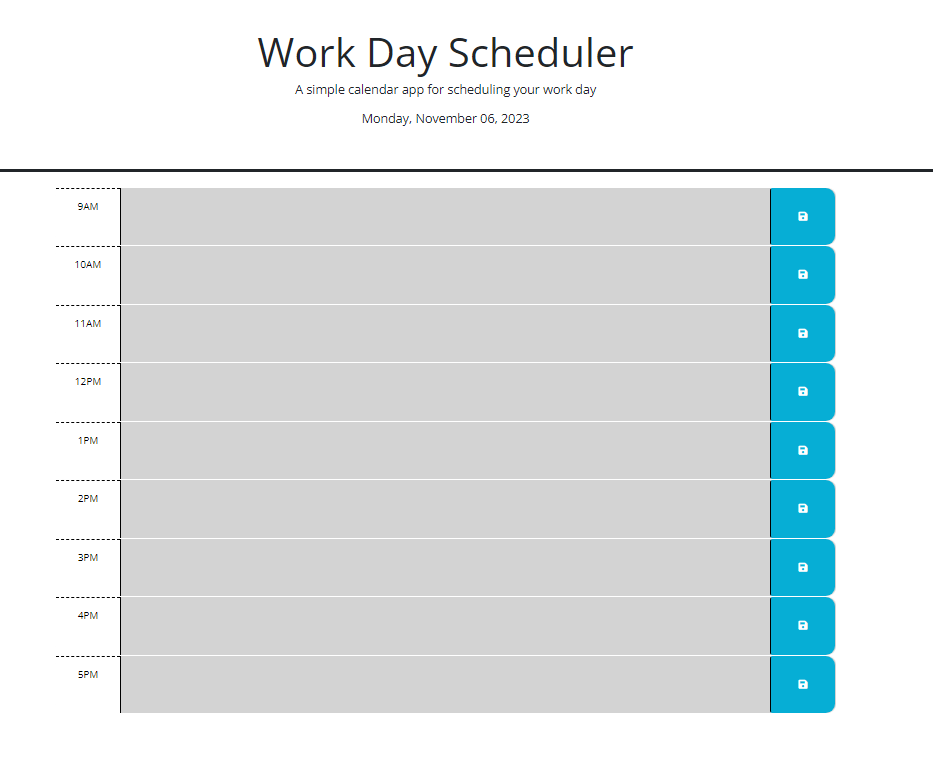 Work Day Scheduler
A simple calendar app for scheduling your work day
Monday, November 06, 2023
9AM
10AM
11AM
12PM
1PM
2PM
3PM
4PM
5PM